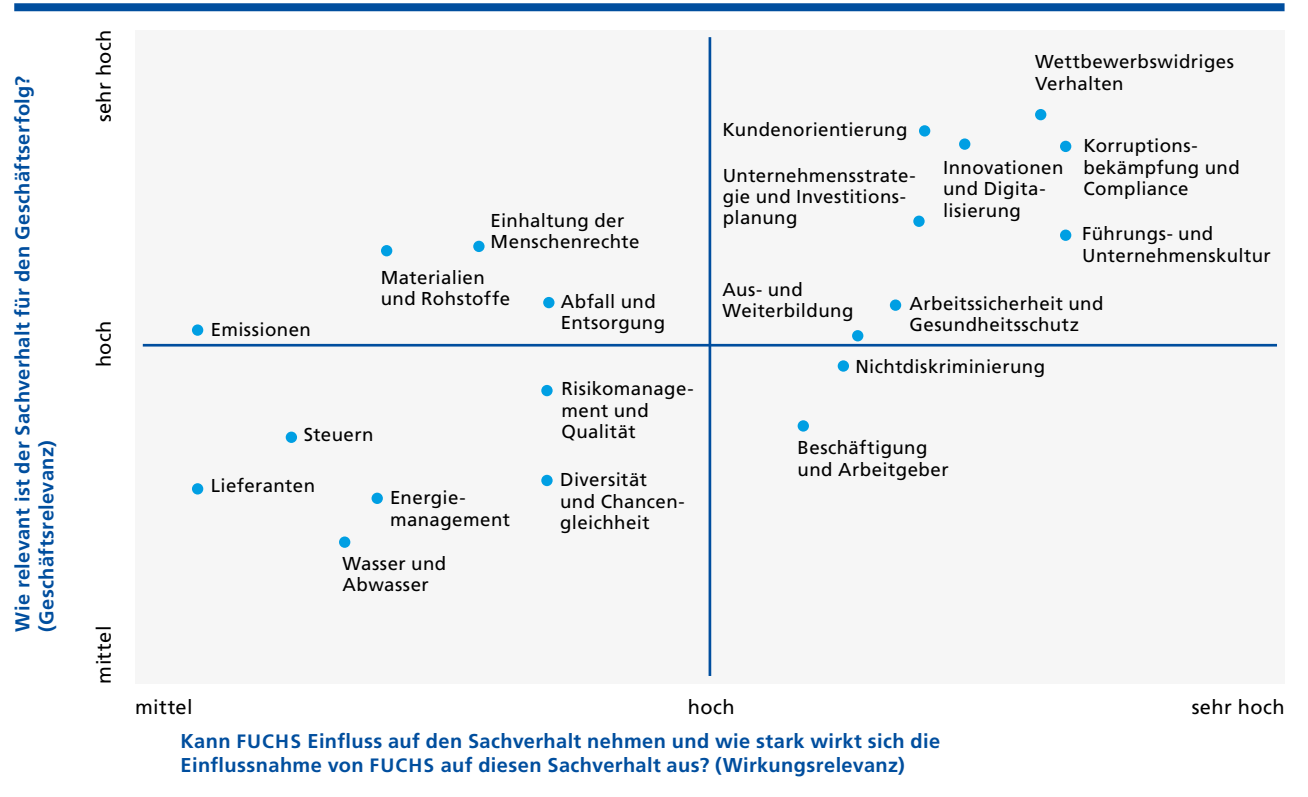 Wie relevant ist der Sachverhalt für den Geschäftserfolg?
(Geschäftsrelevanz)
sehr hoch
hoch
mittel
Wettbewerbswidriges
Verhalten
Kundenorientierung
Innovationen
und Digita-
lisierung
Korruptions-
bekämpfung und
Compliance
Unternehmensstrate-
gie und Investitions-
planung
Führungs- und
Unternehmenskultur
Einhaltung der
Menschenrechte
Materialien
und Rohstoffe
Abfall und
Entsorgung
Emissionen
Aus- und
Weiterbildung
Arbeitssicherheit und
Gesundheitsschutz
Nichtdiskriminierung
Beschäftigung
und Arbeitgeber
Risikomanage-
ment und
Qualität
Steuern
Lieferanten
Energie-
management
Diversität
und Chancen-
gleichheit
Wasser und
Abwasser
mittel
hoch
sehr hoch
Kann FUCHS Einfluss auf den Sachverhalt nehmen und wie stark wirkt sich die
Einflussnahme von FUCHS auf diesen Sachverhalt aus? (Wirkungsrelevanz)